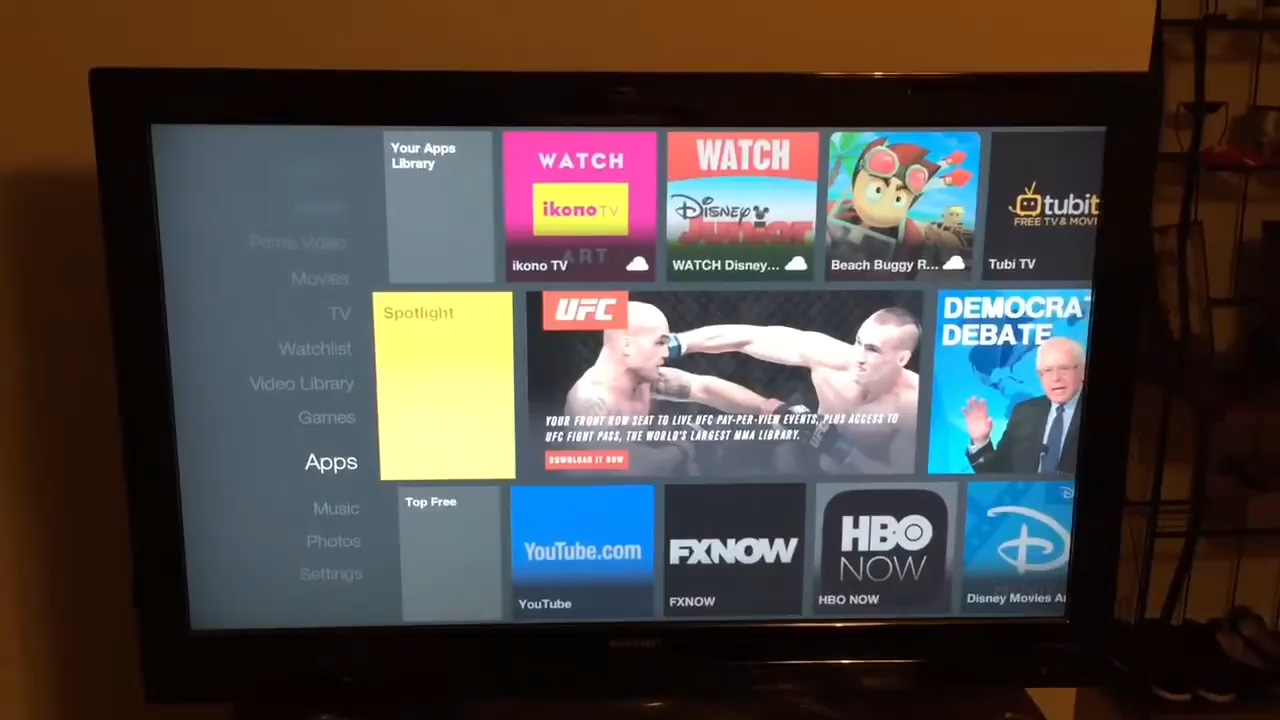 Prime Video
Movies
TV
Watchlist
Video Library
Games
Apps
Music
Photos
Settings
Your Apps
Library
WATCH
ikono TV
ART
ikono TV
WATCH
Disney
Junior
WATCH Disney...
Beach Buggy R...
tubi
FREE TV & MOVI
Tubi TV
Spotlight
UFC
YOUR FRONT ROW SEAT TO LIVE UFC PAY-PER-VIEW EVENTS, PLUS ACCESS TO
UFC FIGHT PASS, THE WORLD'S LARGEST MMA LIBRARY.
DOWNLOAD IT NOW
DEMOCRA
DEBATE
Top Free
YouTube.com
YouTube
FXNOW
FXNOW
HBO
NOW
HBO NOW
Disney Movies A